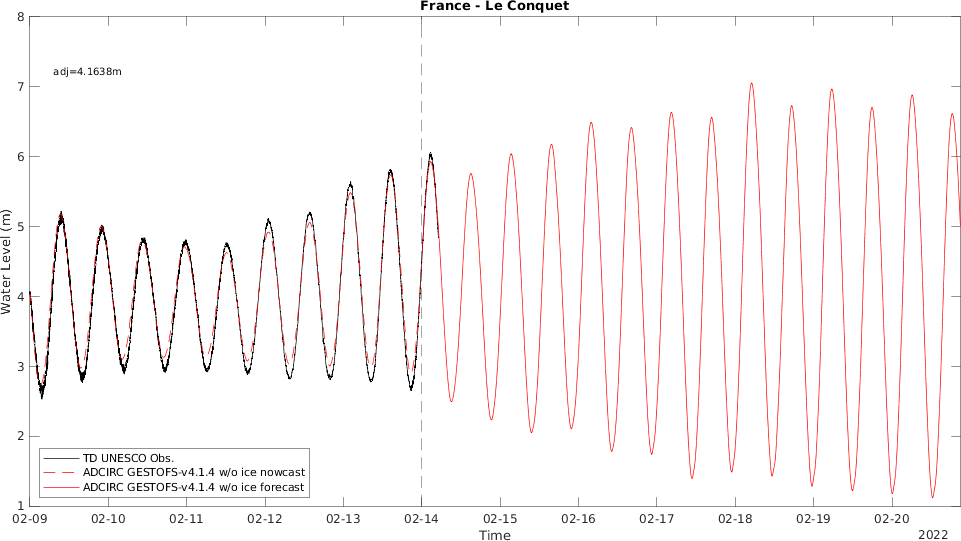 France - Le Conquet
adj=4.1638m
Water Level (m)
8
7
6
5
4
3
2
1
TD UNESCO Obs.
ADCIRC GESTOFS-v4.1.4 w/o ice nowcast
ADCIRC GESTOFS-v4.1.4 w/o ice forecast
02-09 02-10 02-11 02-12 02-13 02-14 02-15 02-16 02-17 02-18 02-19 02-20
Time
2022